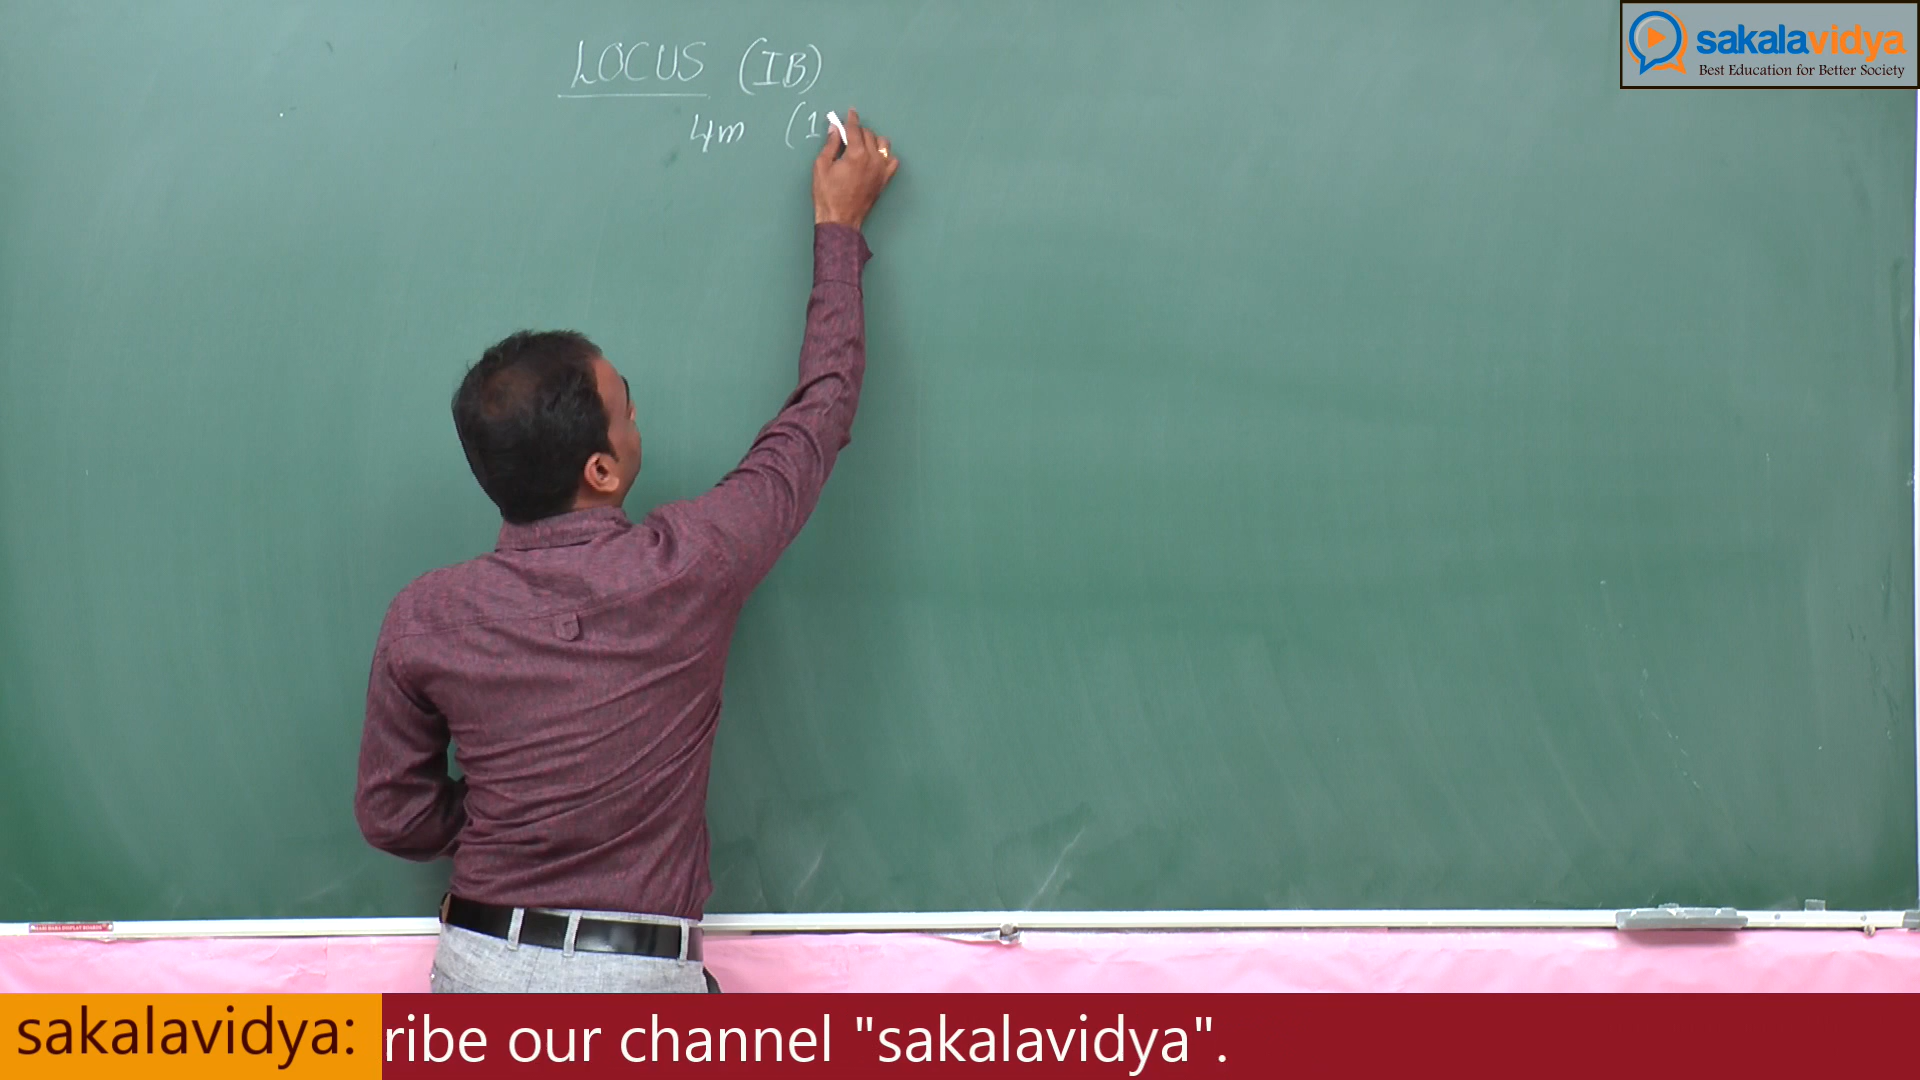 sakalavidya
Best Education for Better Society
LOCUS (IB)
4m (1
sakalavidya: ribe our channel "sakalavidya".